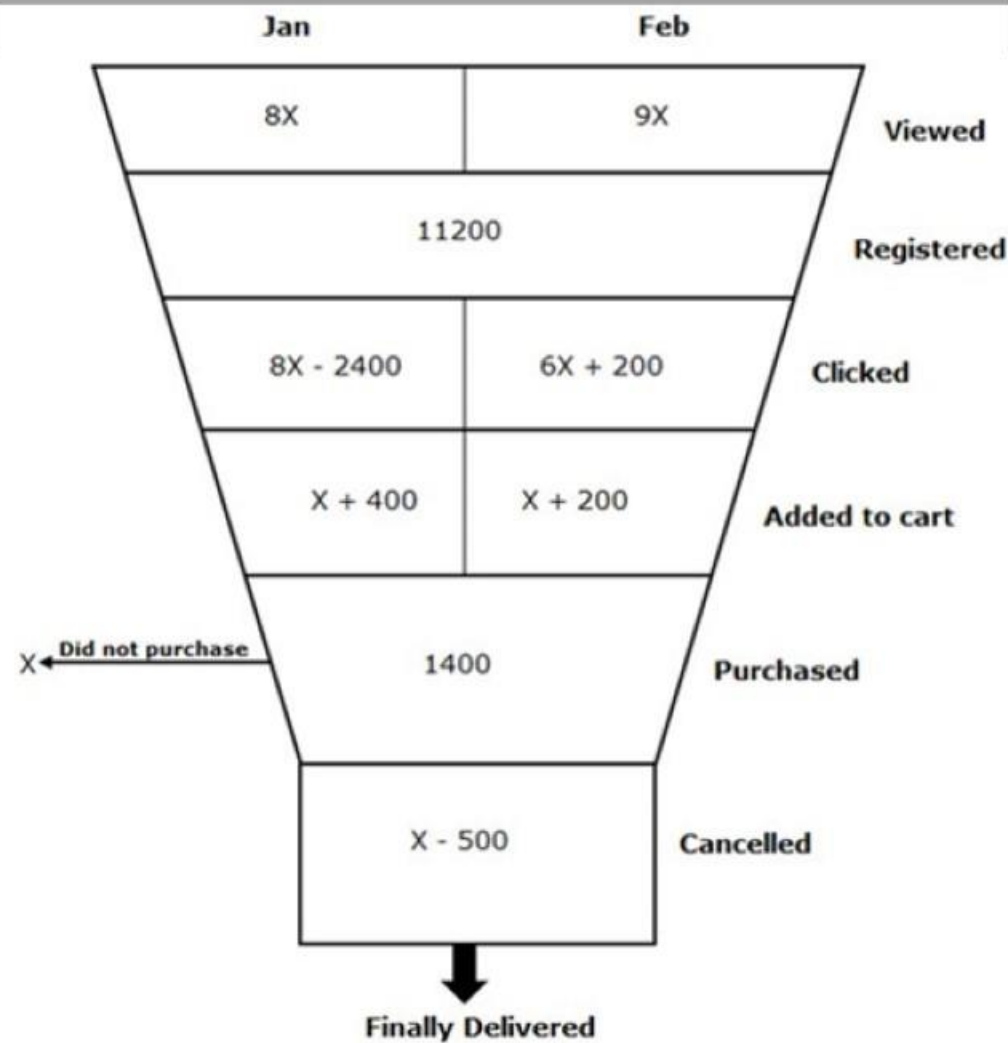 Jan Feb
8X 9X Viewed
11200 Registered
8X - 2400 6X + 200 Clicked
X + 400 X + 200 Added to cart
X Did not purchase 1400 Purchased
X - 500 Cancelled
Finally Delivered